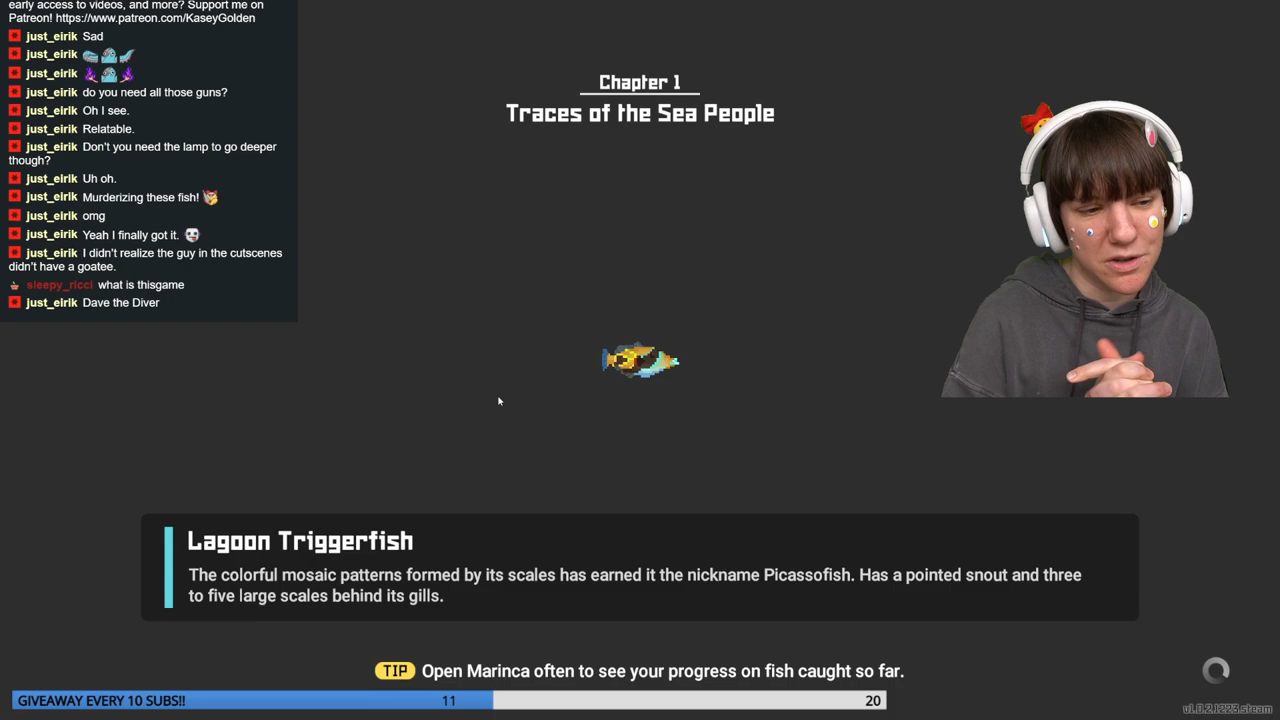 early access to videos, and more? Support me on
Patreon! https://www.patreon.com/KaseyGolden
just_eirik Sad
just_eirik
just_eirik
just_eirik do you need all those guns?
just_eirik Oh I see.
just_eirik Relatable.
just_eirik Don't you need the lamp to go deeper
though?
just_eirik Uh oh.
just_eirik Murderizing these fish!
just_eirik omg
just_eirik Yeah I finally got it.
just_eirik I didn't realize the guy in the cutscenes
didn't have a goatee.
sleepy_ricci what is thisgame
just_eirik Dave the Diver
Chapter 1
Traces of the Sea People
Lagoon Triggerfish
The colorful mosaic patterns formed by its scales has earned it the nickname Picassofish. Has a pointed snout and three
to five large scales behind its gills.
TIP Open Marinca often to see your progress on fish caught so far.
GIVEAWAY EVERY 10 SUBS!! 11 20
v1.0.2.1223.steam